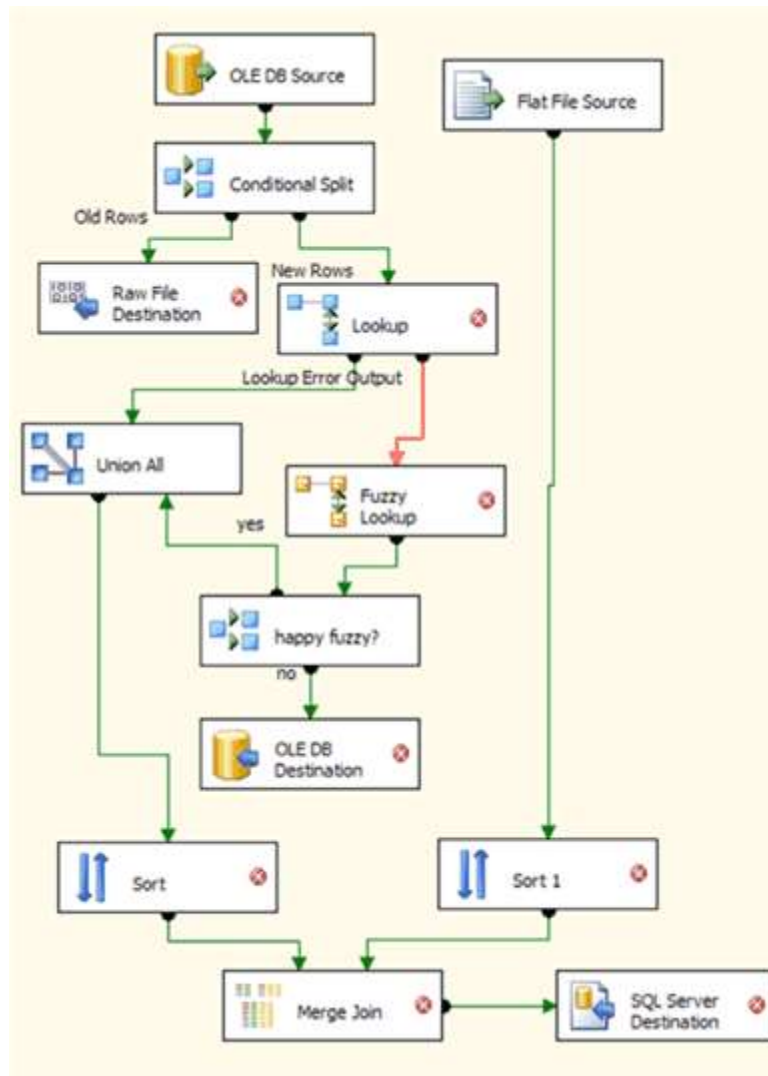 OLE DB Source
Flat File Source
Conditional Split
Old Rows
New Rows
Raw File
Destination
Lookup
Lookup Error Output
Union All
Fuzzy
Lookup
yes
happy fuzzy?
no
OLE DB
Destination
Sort
Sort 1
Merge Join
SQL Server
Destination